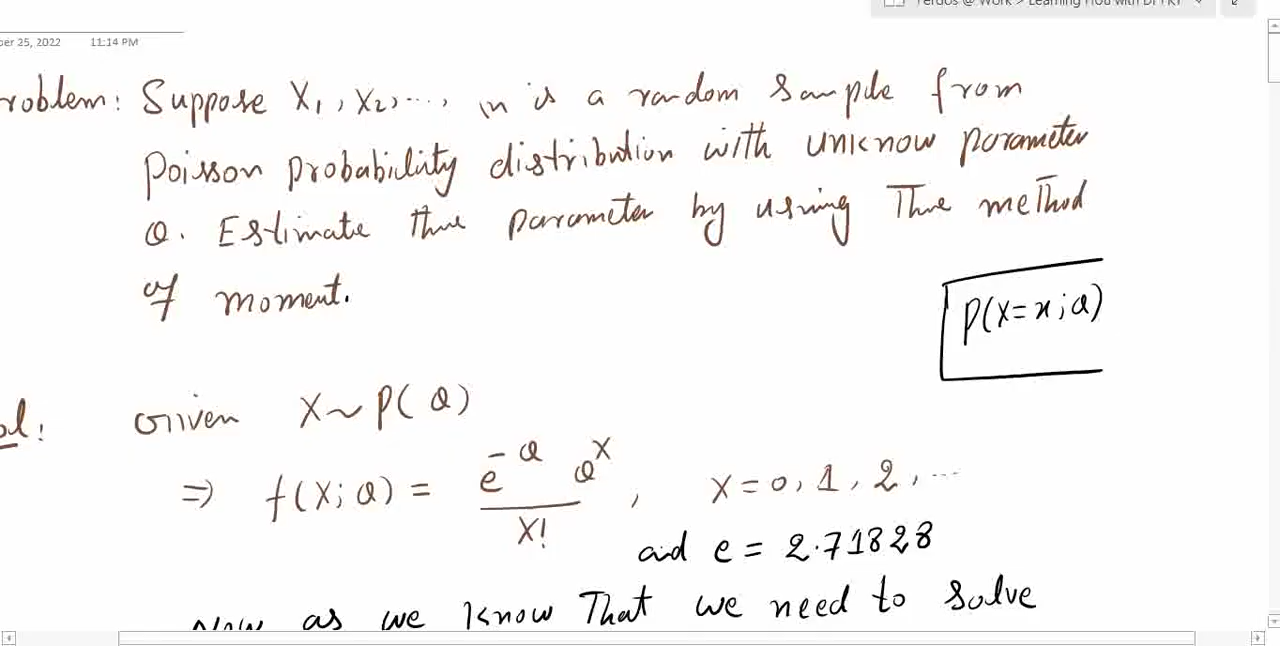 Yerdos @ Work > Learning Hub with DPTRT
ber 25, 2022 11:14 PM
roblem: Suppose X1, X2, ..., xn is a random sample from
Poisson probability distribution with unknow parameter
θ. Estimate the parameter by using the method
of moment.
P(X=x;θ)
ol: Given X~P(θ)
⇒ f(X;θ) = e^-θ θ^X / X! , X=0,1,2,...
and e = 2.71828
Now as we know That we need to solve